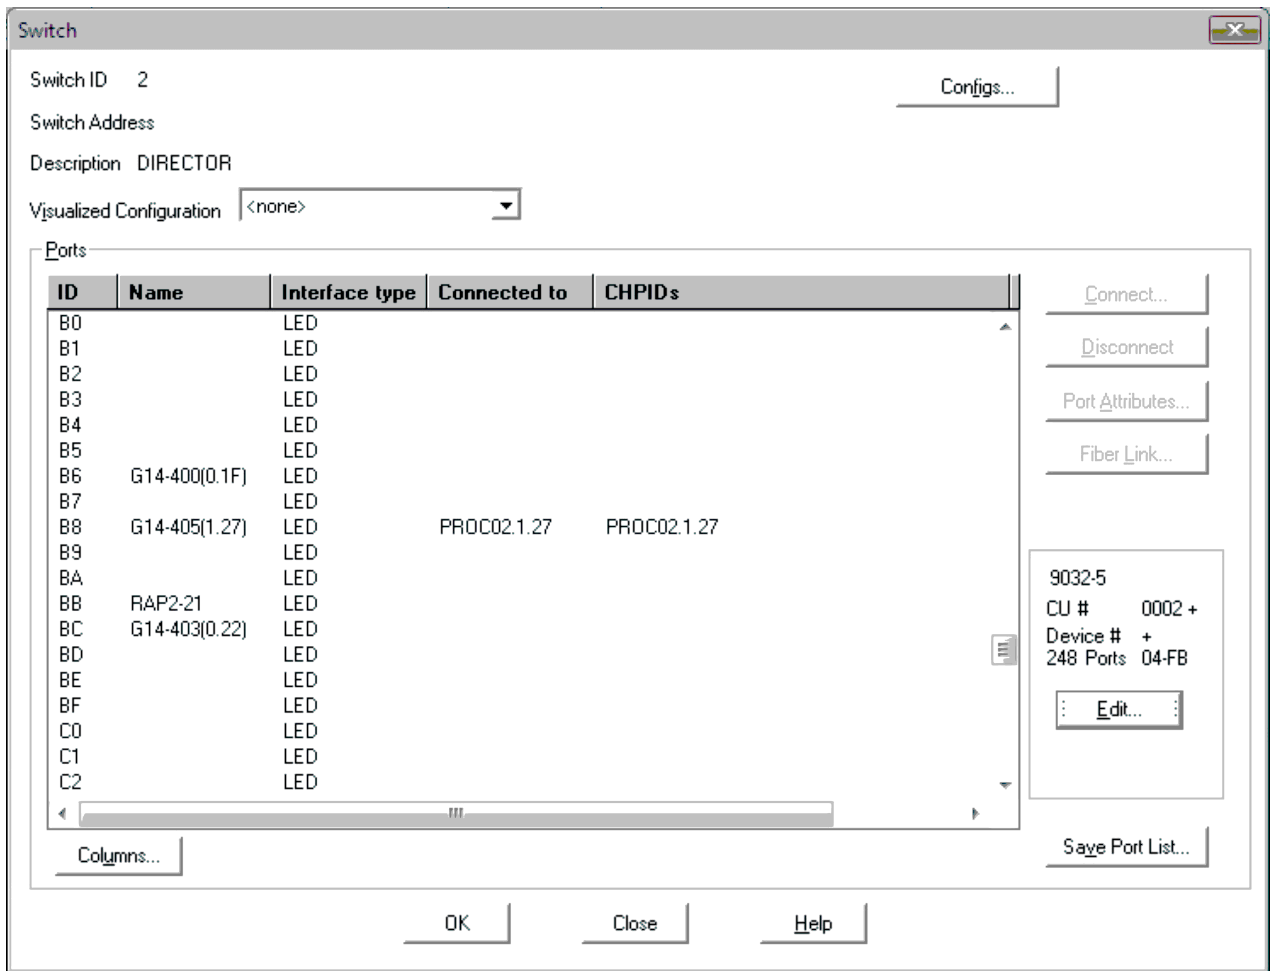 Switch
Switch ID 2
Configs...
Switch Address
Description DIRECTOR
Visualized Configuration <none>
Ports
ID Name Interface type Connected to CHPIDs
B0 LED
B1 LED
B2 LED
B3 LED
B4 LED
B5 LED
B6 G14-400(0.1F) LED
B7 LED
B8 G14-405(1.27) LED PROC02.1.27 PROC02.1.27
B9 LED
BA LED
BB RAP2-21 LED
BC G14-403(0.22) LED
BD LED
BE LED
BF LED
C0 LED
C1 LED
C2 LED
Connect...
Disconnect
Port Attributes...
Fiber Link...
9032-5
CU # 0002 +
Device # +
248 Ports 04-FB
Edit...
Columns...
Save Port List...
OK Close Help